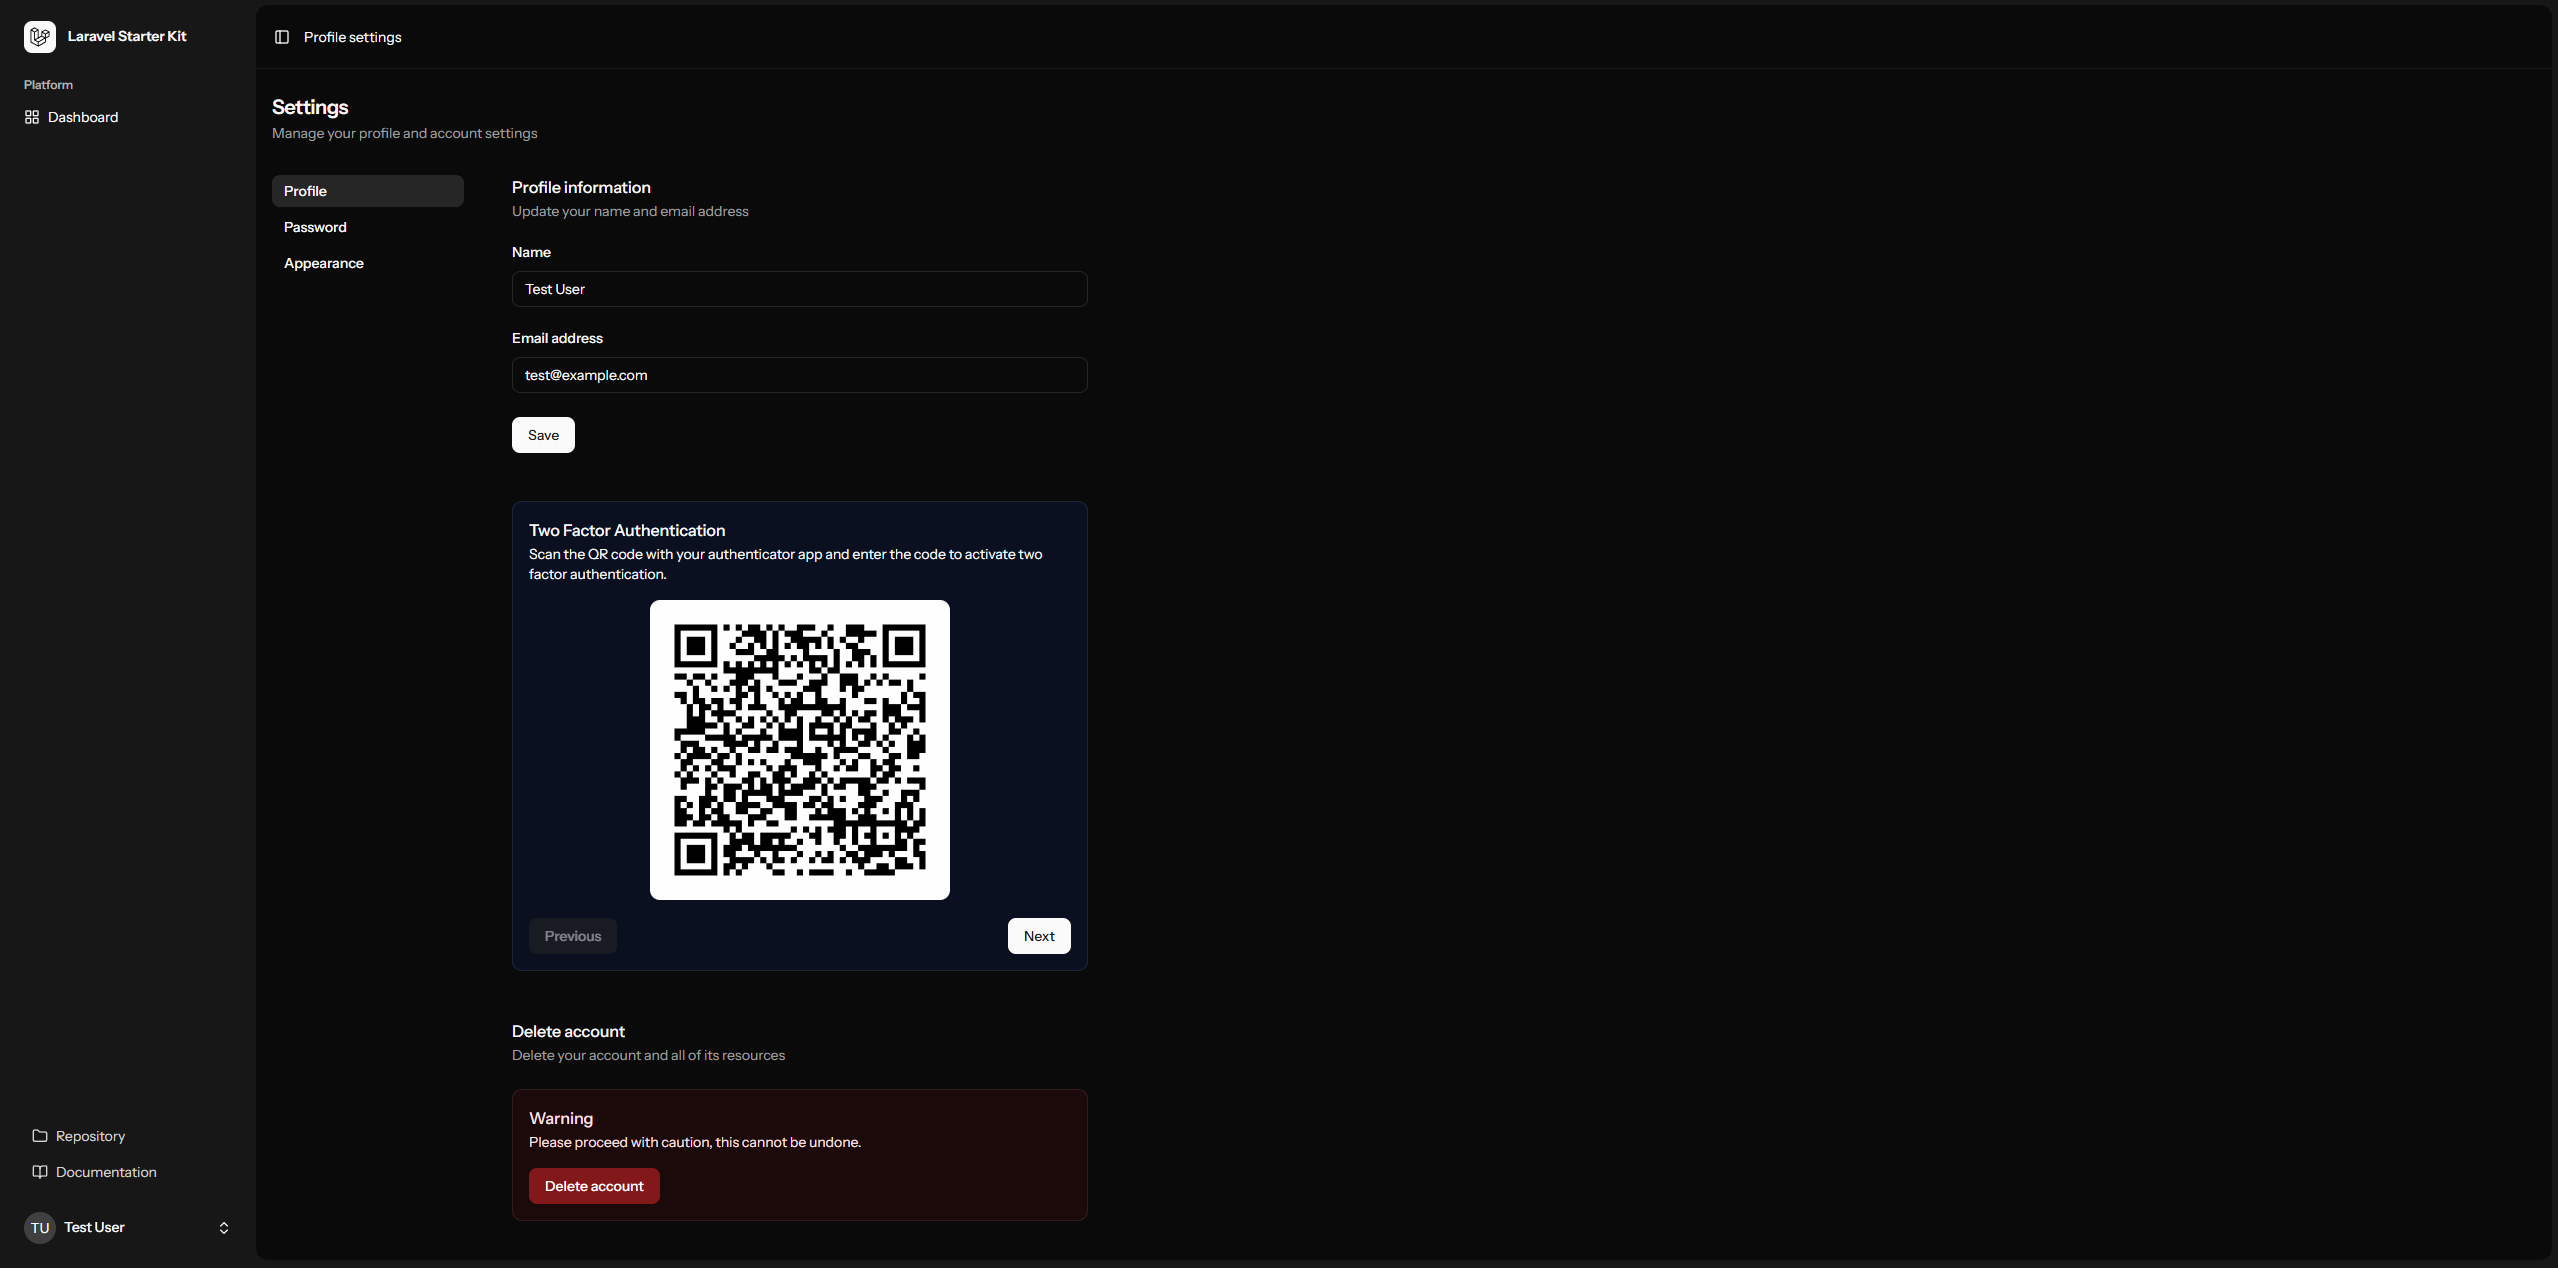 Laravel Starter Kit
Platform
Dashboard
Repository
Documentation
TU
Test User
Profile settings
Settings
Manage your profile and account settings
Profile
Password
Appearance
Profile information
Update your name and email address
Name
Test User
Email address
test@example.com
Save
Two Factor Authentication
Scan the QR code with your authenticator app and enter the code to activate two
factor authentication.
Previous
Next
Delete account
Delete your account and all of its resources
Warning
Please proceed with caution, this cannot be undone.
Delete account